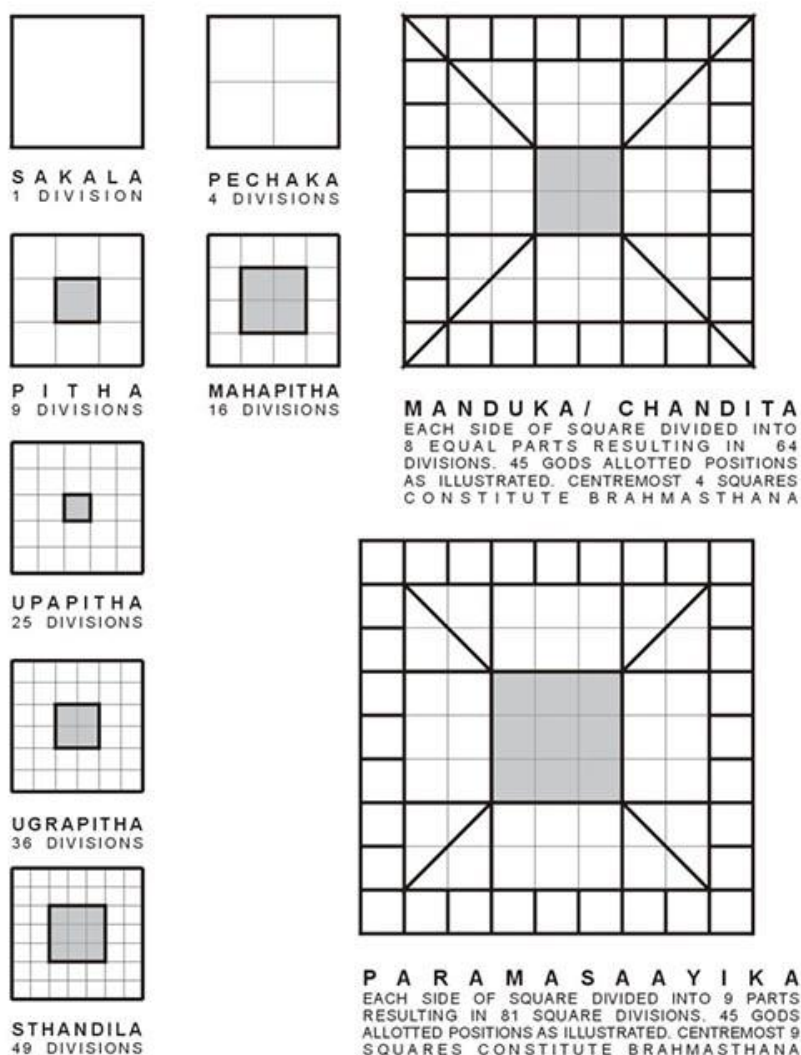 SAKALA
1 DIVISION
PECHAKA
4 DIVISIONS
PITHA
9 DIVISIONS
MAHAPITHA
16 DIVISIONS
UPAPITHA
25 DIVISIONS
UGRAPITHA
36 DIVISIONS
STHANDILA
49 DIVISIONS
MANDUKA/ CHANDITA
EACH SIDE OF SQUARE DIVIDED INTO
8 EQUAL PARTS RESULTING IN 64
DIVISIONS. 45 GODS ALLOTTED POSITIONS
AS ILLUSTRATED. CENTREMOST 4 SQUARES
CONSTITUTE BRAHMASTHANA
PARAMASAAYIKA
EACH SIDE OF SQUARE DIVIDED INTO 9 PARTS
RESULTING IN 81 SQUARE DIVISIONS. 45 GODS
ALLOTTED POSITIONS AS ILLUSTRATED. CENTREMOST 9
SQUARES CONSTITUTE BRAHMASTHANA